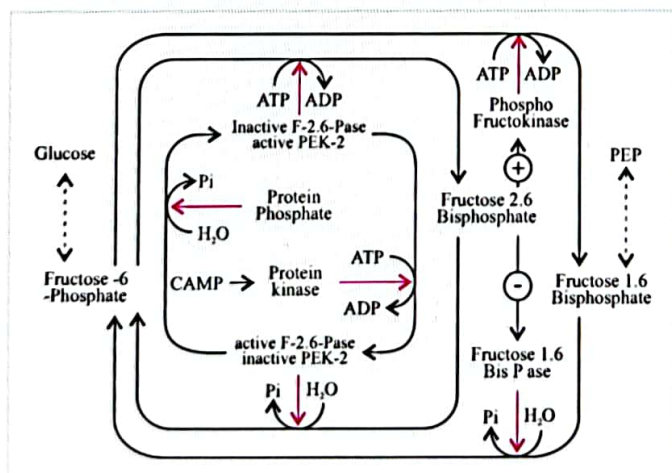 ATP ADP
ATP ADP
Phospho
Fructokinase
Inactive F-2.6-Pase
active PEK-2
Glucose
PEP
Pi
Protein
Phosphate
H₂O
+
Fructose 2.6
Bisphosphate
ATP
CAMP
Protein
kinase
ADP
Fructose -6
-Phosphate
-
Fructose 1.6
Bisphosphate
active F-2.6-Pase
inactive PEK-2
Fructose 1.6
Bis P ase
Pi H₂O
Pi H₂O